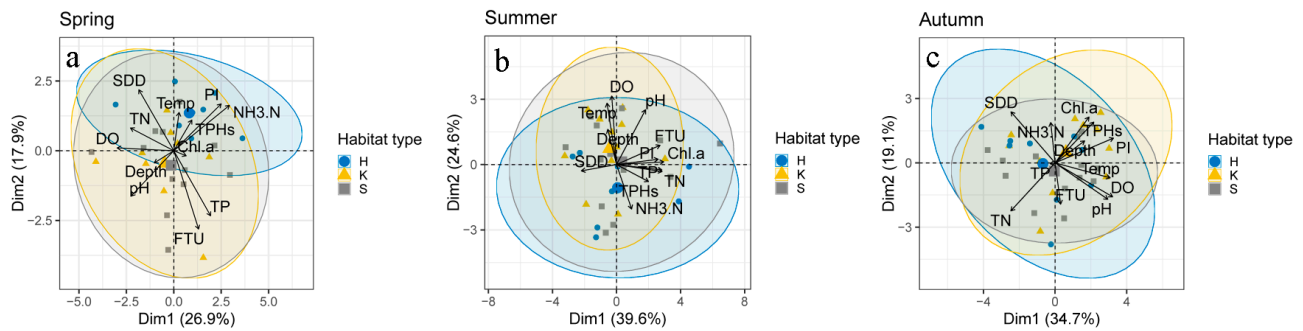 Spring
a
SDD
PI
Temp
NH3.N
TN
TPHs
DO
Chl.a
Depth
pH
TP
FTU
2.5
0.0
−2.5
Dim2 (17.9%)
−5.0 −2.5 0.0 2.5 5.0
Dim1 (26.9%)
Habitat type
H
K
S
Summer
b
DO
pH
Temp
Depth
FTU
PI
Chl.a
SDD
TP
TN
TPHs
NH3.N
3
0
−3
Dim2 (24.6%)
−8 −4 0 4 8
Dim1 (39.6%)
Habitat type
H
K
S
Autumn
c
SDD
Chl.a
NH3.N
TPHs
Depth
PI
TP
Temp
DO
FTU
pH
TN
3
0
−3
Dim2 (19.1%)
−4 0 4
Dim1 (34.7%)
Habitat type
H
K
S